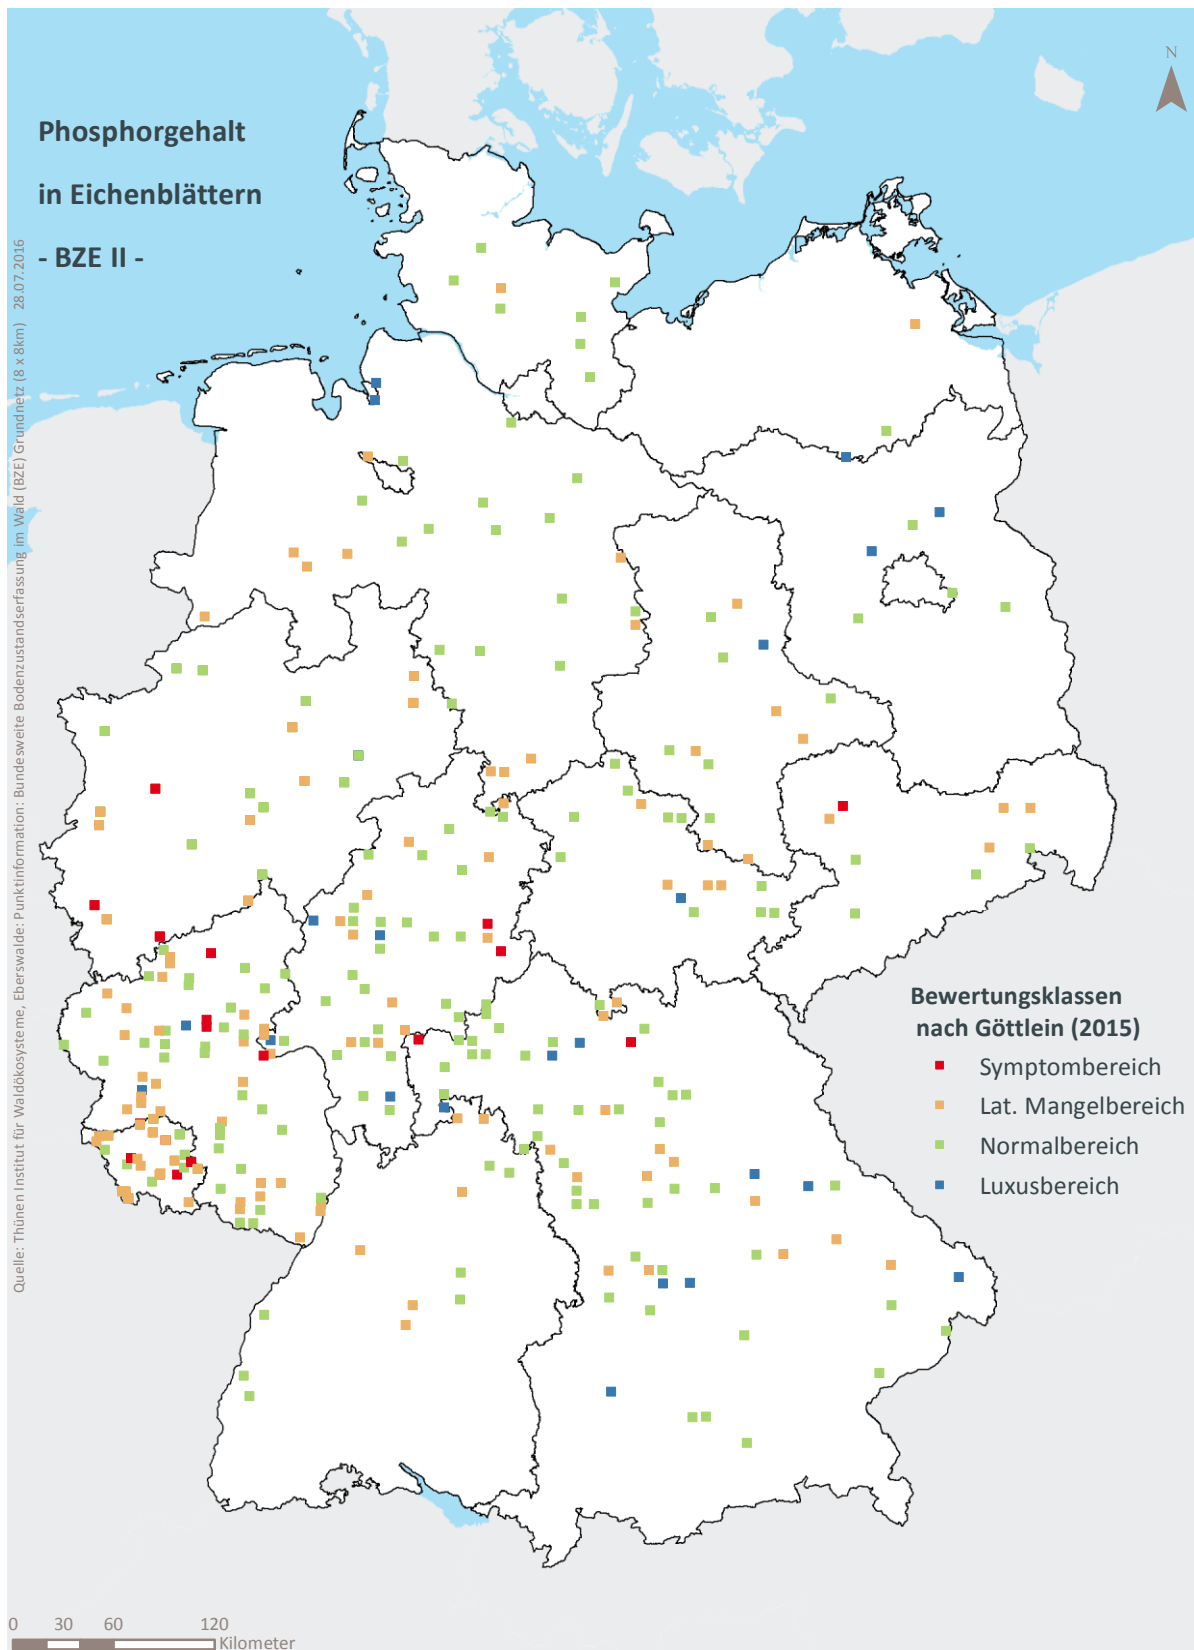 N
Phosphorgehalt
in Eichenblättern
- BZE II -
Quelle: Thünen Institut für Waldökosysteme, Eberswalde: Punktinformation: Bundesweite Bodenzustandserfassung im Wald (BZE) Grundnetz (8 x 8km) 28.07.2016
Bewertungsklassen
nach Göttlein (2015)
Symptombereich
Lat. Mangelbereich
Normalbereich
Luxusbereich
0 30 60 120
Kilometer